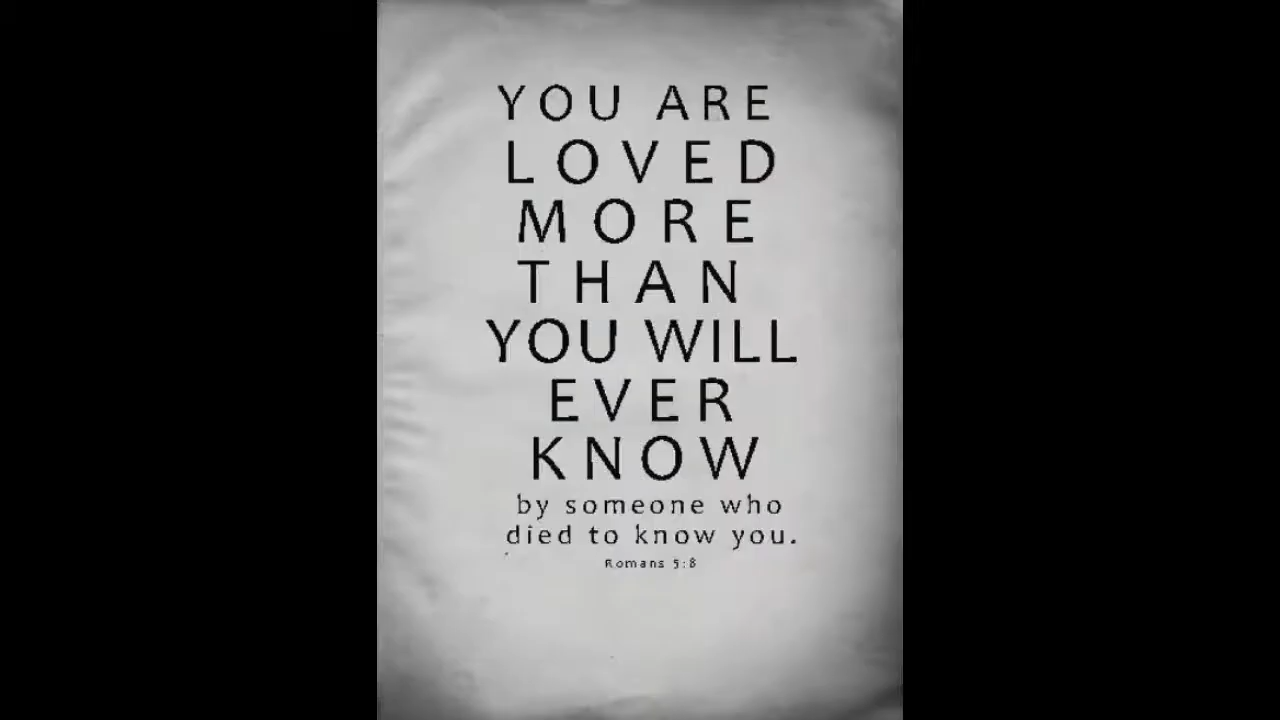 YOU ARE
LOVED
MORE
THAN
YOU WILL
EVER
KNOW
by someone who
died to know you.
Romans 5:8